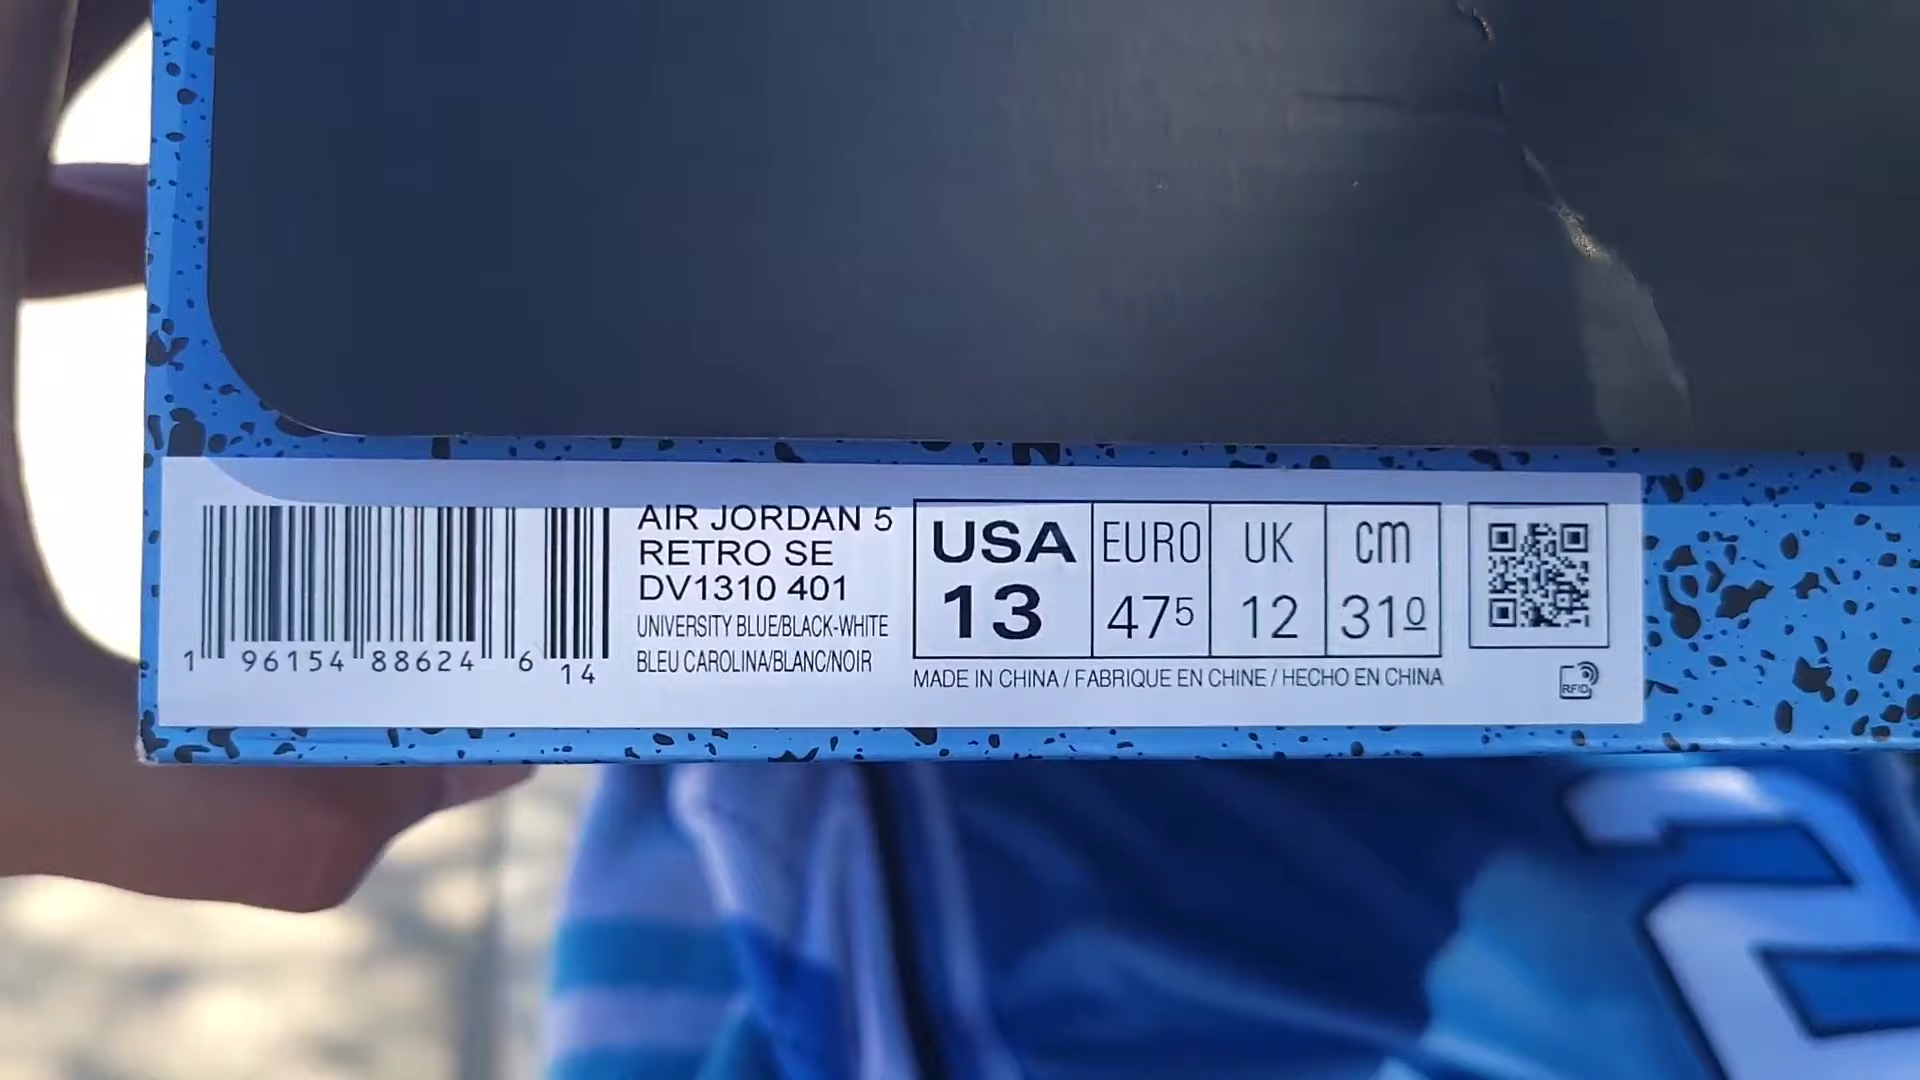 1 96154 88624 6 14
AIR JORDAN 5
RETRO SE
DV1310 401
UNIVERSITY BLUE/BLACK-WHITE
BLEU CAROLINA/BLANC/NOIR
USA EURO UK cm
13 475 12 310
MADE IN CHINA / FABRIQUE EN CHINE / HECHO EN CHINA
RFID
2